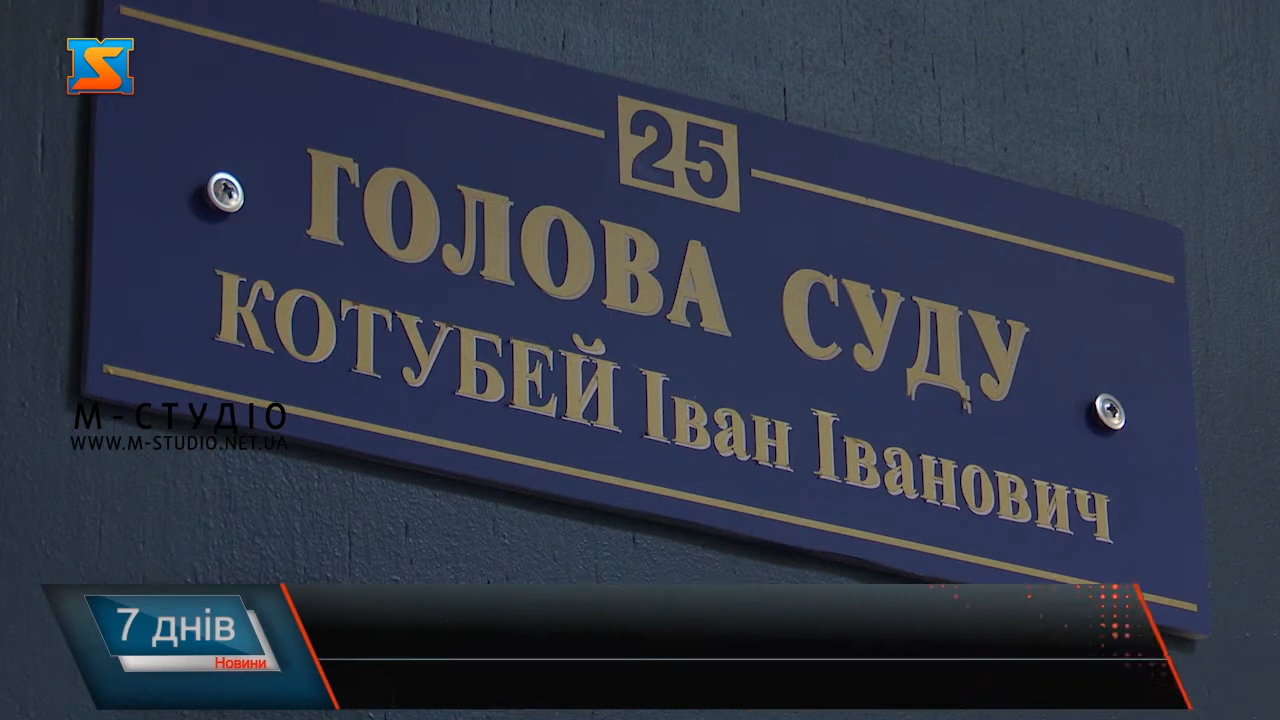 25
ГОЛОВА СУДУ
КОТУБЕЙ Іван Іванович
М-СТУДІО
WWW.M-STUDIO.NET.UA
7 днів
Новини